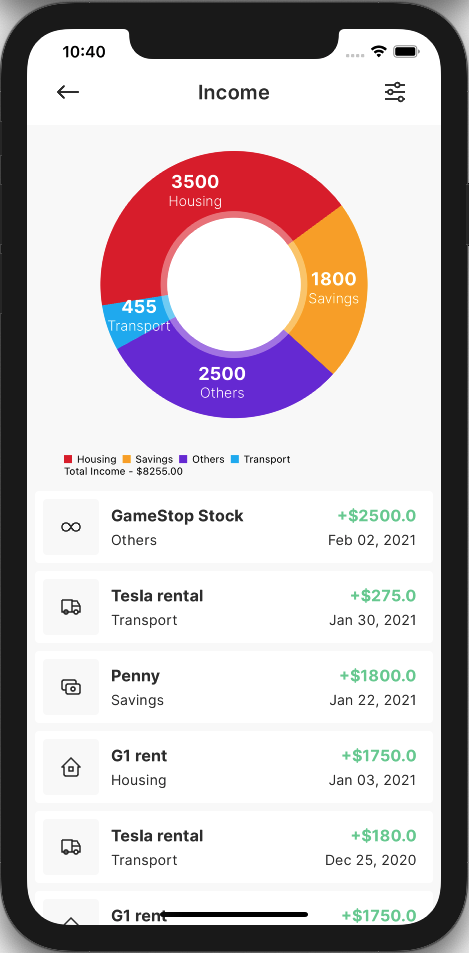 10:40
Income
3500
Housing
1800
Savings
455
Transport
2500
Others
Housing Savings Others Transport
Total Income - $8255.00
GameStop Stock +$2500.0
Others Feb 02, 2021
Tesla rental +$275.0
Transport Jan 30, 2021
Penny +$1800.0
Savings Jan 22, 2021
G1 rent +$1750.0
Housing Jan 03, 2021
Tesla rental +$180.0
Transport Dec 25, 2020
G1 rent +$1750.0